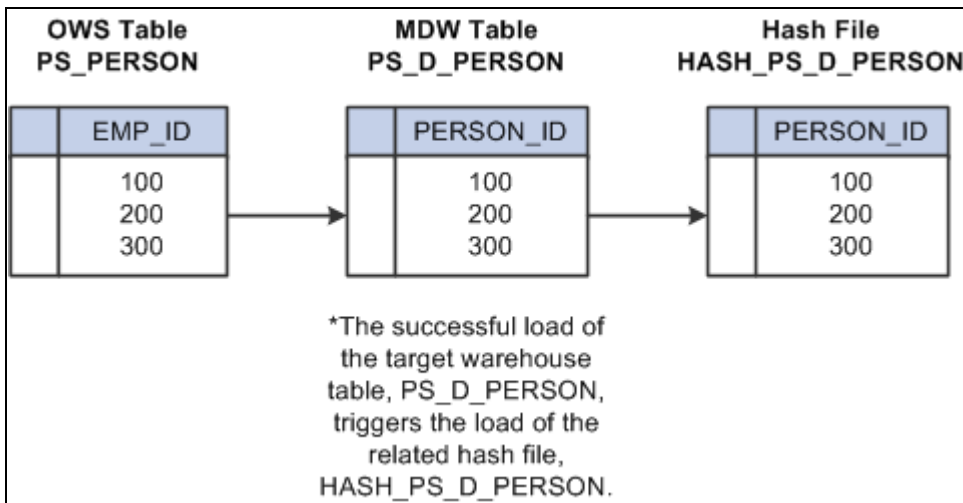 OWS Table
PS_PERSON
MDW Table
PS_D_PERSON
Hash File
HASH_PS_D_PERSON
EMP_ID
100
200
300
PERSON_ID
100
200
300
PERSON_ID
100
200
300
*The successful load of
the target warehouse
table, PS_D_PERSON,
triggers the load of the
related hash file,
HASH_PS_D_PERSON.